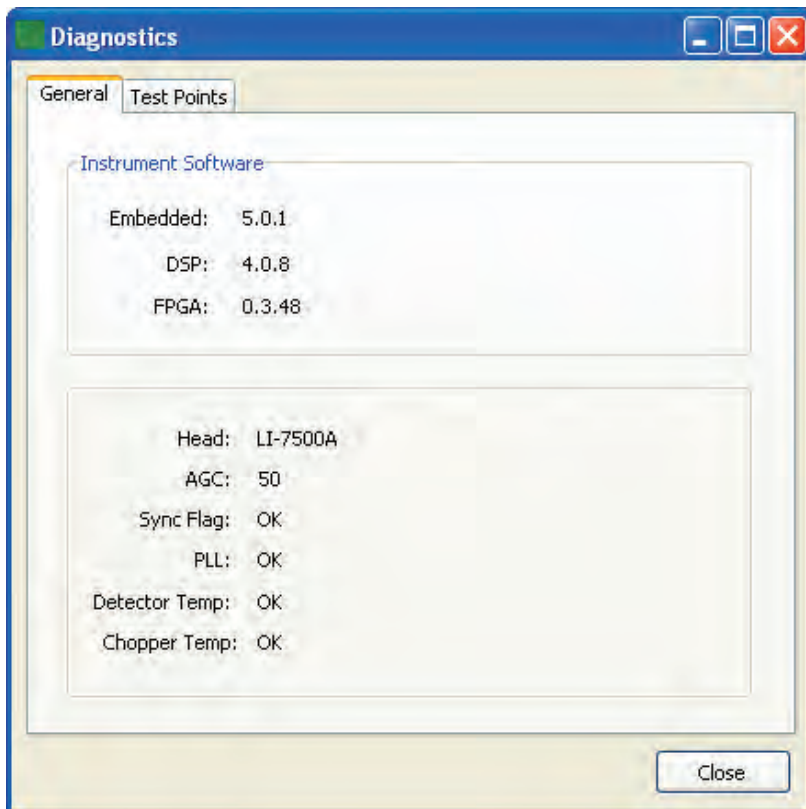 Diagnostics
General Test Points
Instrument Software
Embedded: 5.0.1
DSP: 4.0.8
FPGA: 0.3.48
Head: LI-7500A
AGC: 50
Sync Flag: OK
PLL: OK
Detector Temp: OK
Chopper Temp: OK
Close